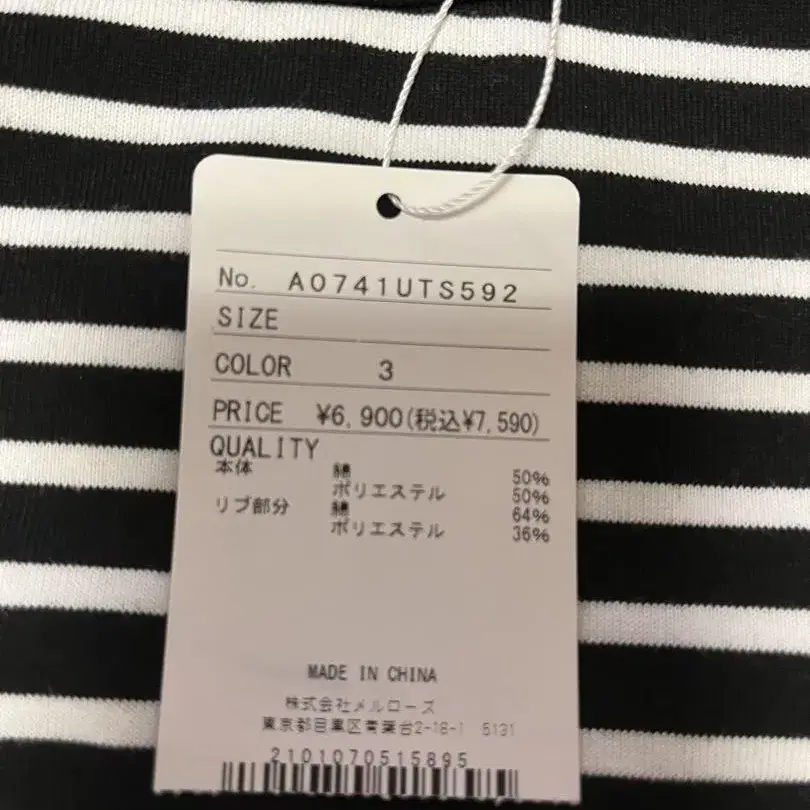 No. A0741UTS592
SIZE
COLOR 3
PRICE ¥6,900(税込¥7,590)
QUALITY
本体 綿 50%
ポリエステル 50%
リブ部分 綿 64%
ポリエステル 36%
MADE IN CHINA
株式会社メルローズ
東京都目黒区青葉台2-16-1 5131
2101070515895